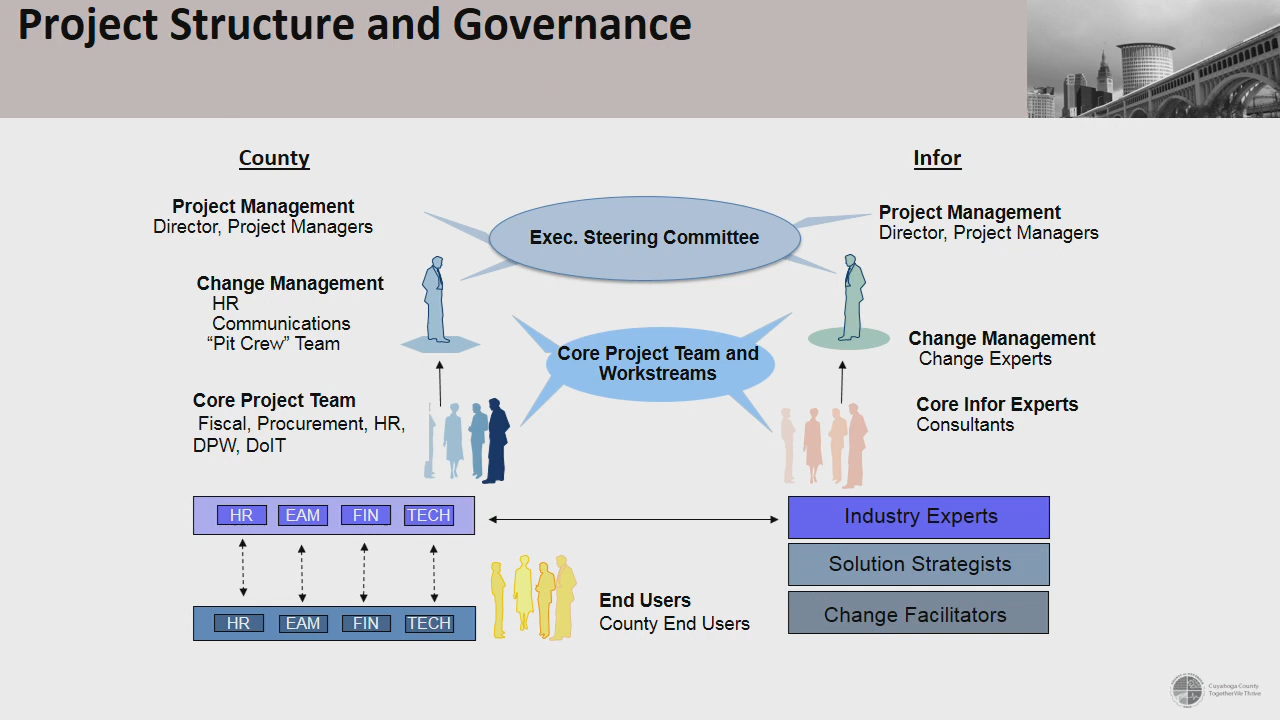 Project Structure and Governance
County
Infor
Project Management
Director, Project Managers
Exec. Steering Committee
Project Management
Director, Project Managers
Change Management
HR
Communications
“Pit Crew” Team
Core Project Team and
Workstreams
Change Management
Change Experts
Core Project Team
Fiscal, Procurement, HR,
DPW, DoIT
Core Infor Experts
Consultants
HR EAM FIN TECH
Industry Experts
Solution Strategists
Change Facilitators
HR EAM FIN TECH
End Users
County End Users
Cuyahoga County
Together We Thrive